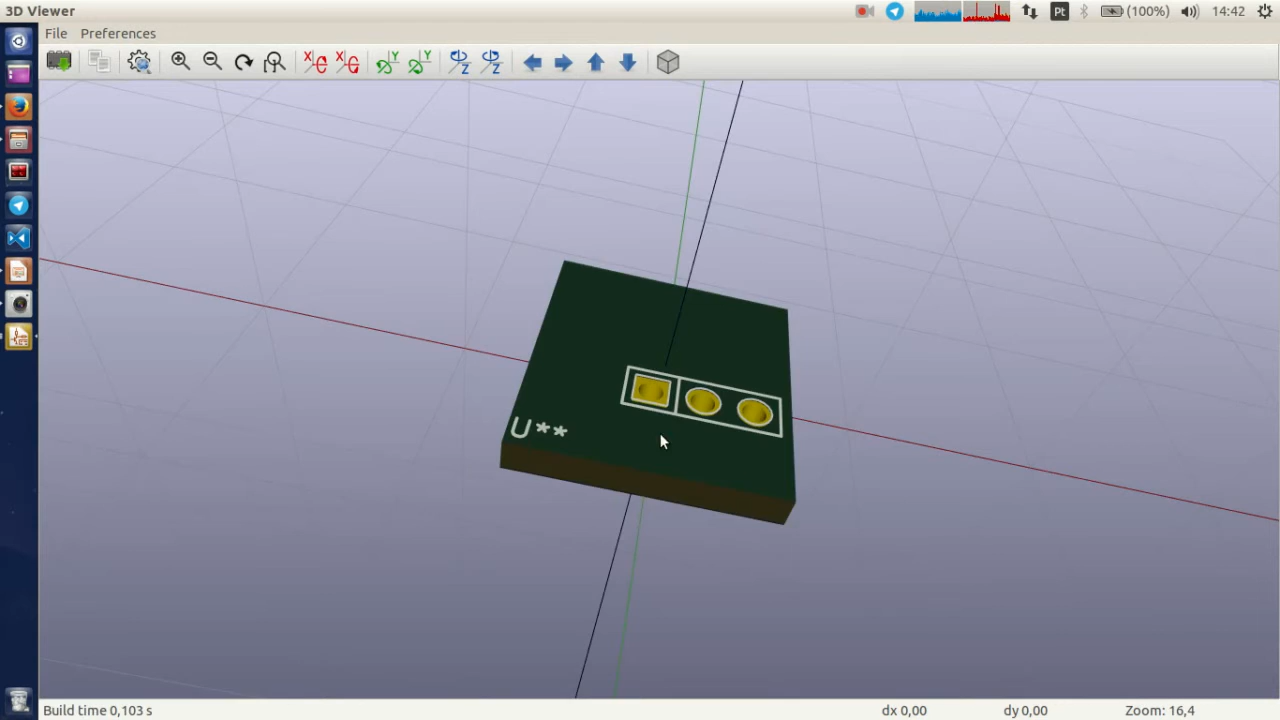 3D Viewer
Pt
(100%)
14:42
File Preferences
X X Y Y Z Z
U**
Build time 0,103 s
dx 0,00
dy 0,00
Zoom: 16,4